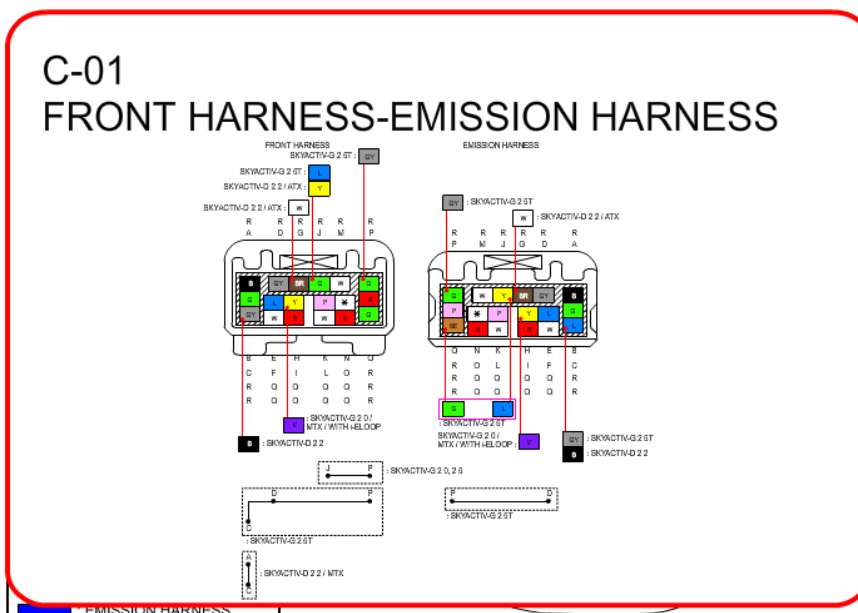 C-01
FRONT HARNESS-EMISSION HARNESS
FRONT HARNESS
EMISSION HARNESS
SKYACTIV-G 2 5T : GY
SKYACTIV-G 2 5T : L
SKYACTIV-D 2 2 / ATX : Y
SKYACTIV-D 2 2 / ATX : W
GY : SKYACTIV-G 2 5T
W : SKYACTIV-D 2 2 / ATX
R R R R R R
A D G J M P
R R R R R R
P M J G D A
B GY BR G W G
G L Y P * R
GY W R W R G
G W Y BR GY B
P * P Y L G
R W R W L
B E H K N Q
C F I L O R
R Q Q Q Q R
R Q Q Q Q R
Q N K H E B
R O L I F C
R Q Q Q Q R
R Q Q Q Q R
V : SKYACTIV-G 2 0 /
MTX / WITH i-ELOOP
B : SKYACTIV-D 2 2
G L
: SKYACTIV-G 2 5T
SKYACTIV-G 2 0 /
MTX / WITH i-ELOOP : V
GY : SKYACTIV-G 2 5T
B : SKYACTIV-D 2 2
J P : SKYACTIV-G 2 0, 2 5
D P
C
: SKYACTIV-G 2 5T
P D
: SKYACTIV-G 2 5T
A
C
: SKYACTIV-D 2 2 / MTX
: EMISSION HARNESS